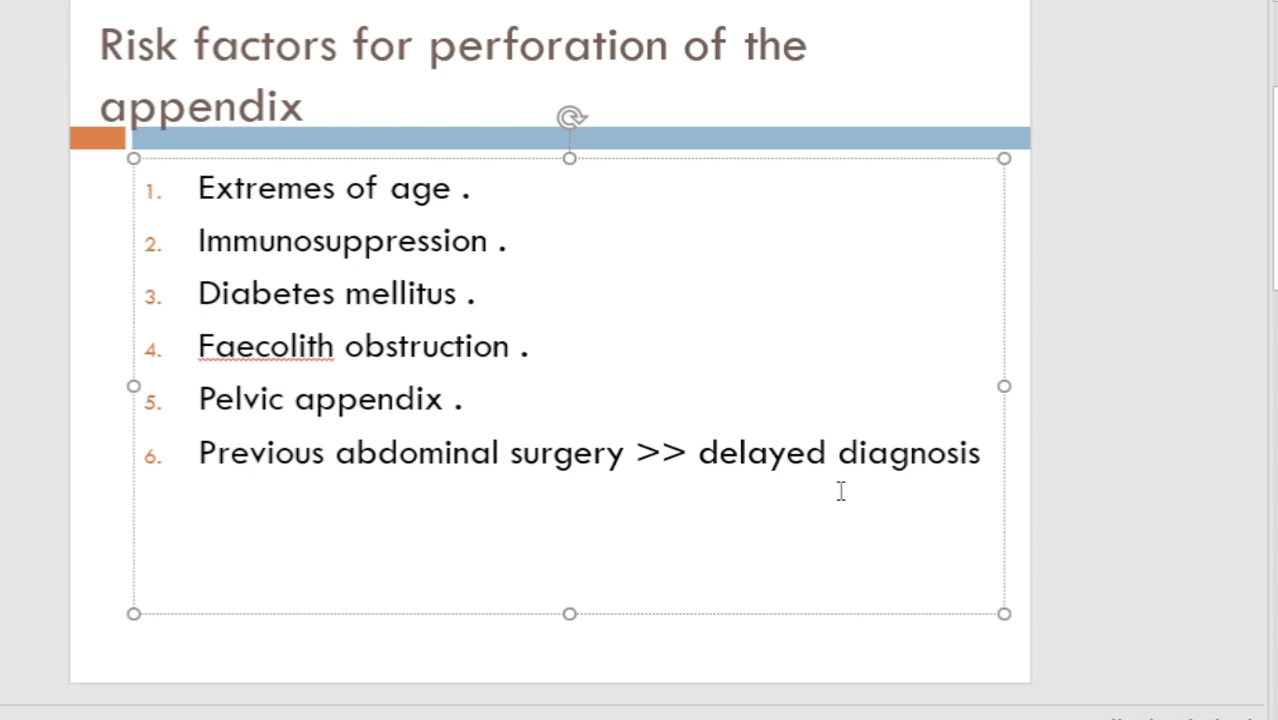 Risk factors for perforation of the
appendix
1. Extremes of age .
2. Immunosuppression .
3. Diabetes mellitus .
4. Faecolith obstruction .
5. Pelvic appendix .
6. Previous abdominal surgery >> delayed diagnosis